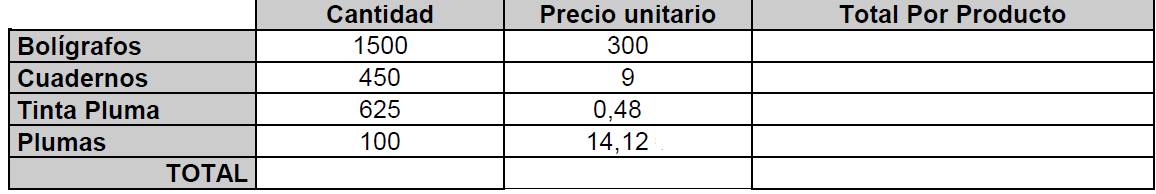 Cantidad Precio unitario Total Por Producto
Bolígrafos 1500 300
Cuadernos 450 9
Tinta Pluma 625 0,48
Plumas 100 14,12
TOTAL